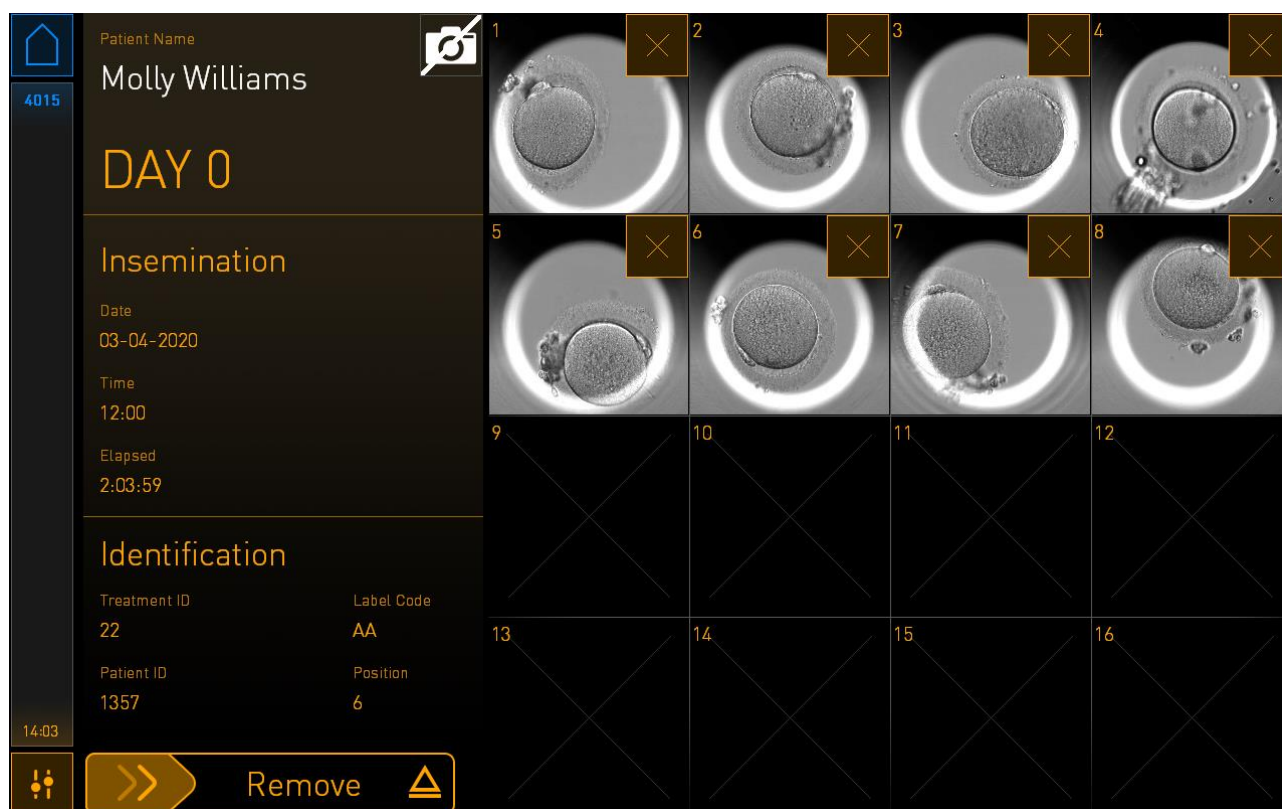 4015
14:03
Patient Name
Molly Williams
DAY 0
Insemination
Date
03-04-2020
Time
12:00
Elapsed
2:03:59
Identification
Treatment ID Label Code
22 AA
Patient ID Position
1357 6
Remove
1 2 3 4
5 6 7 8
9 10 11 12
13 14 15 16